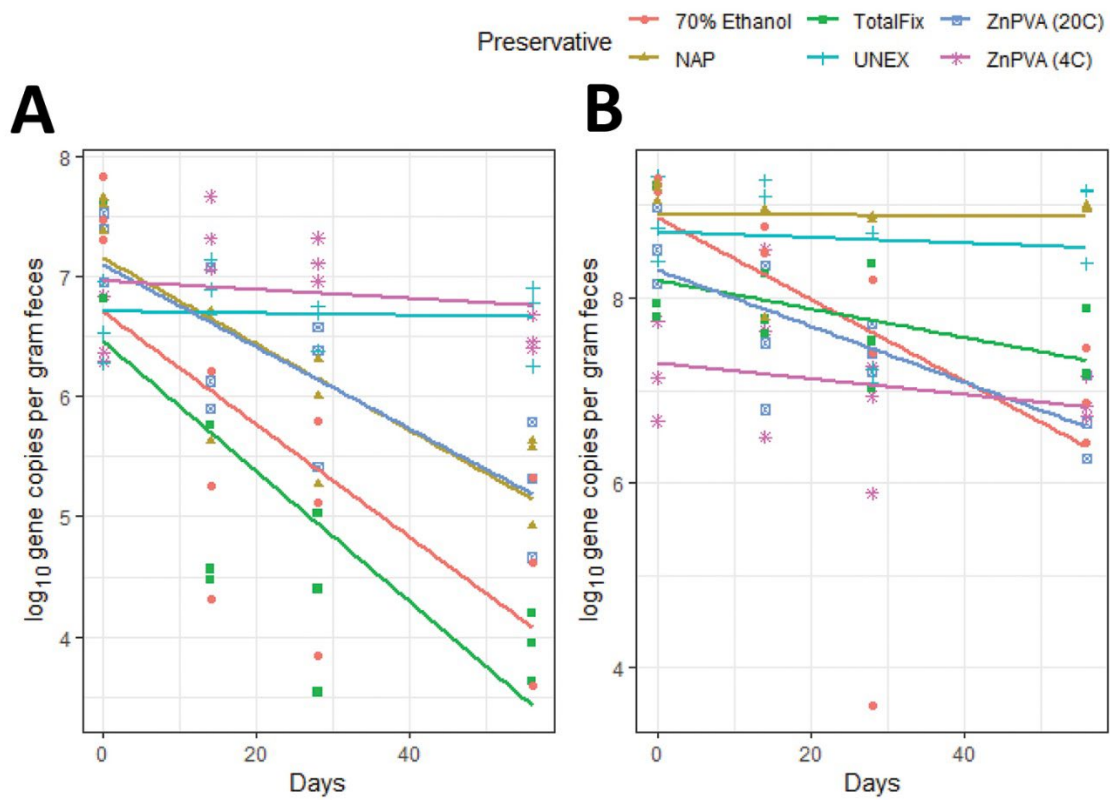 Preservative
70% Ethanol
TotalFix
ZnPVA (20C)
NAP
UNEX
ZnPVA (4C)
A
8
7
6
5
4
0
20
40
Days
log10 gene copies per gram feces
B
8
6
4
0
20
40
Days
log10 gene copies per gram feces